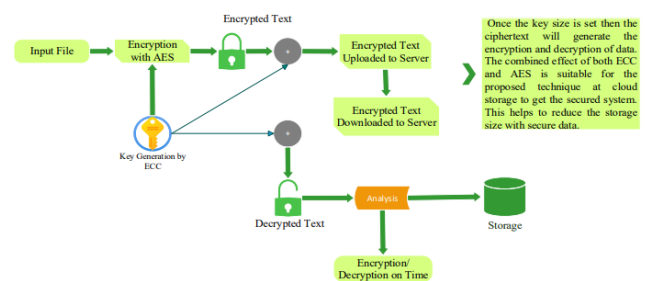 Encrypted Text
Input File
Encryption
with AES
+
Encrypted Text
Uploaded to Server
Encrypted Text
Downloaded to Server
Key Generation by
ECC
+
Decrypted Text
Analysis
Storage
Encryption/
Decryption on Time
Once the key size is set then the
ciphertext will generate the
encryption and decryption of data.
The combined effect of both ECC
and AES is suitable for the
proposed technique at cloud
storage to get the secured system.
This helps to reduce the storage
size with secure data.